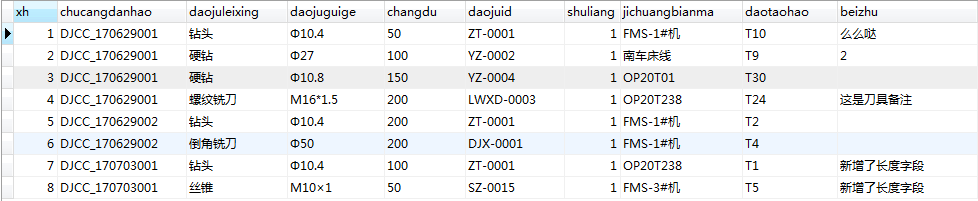 xh chucangdanhao daojuleixing daojuguige changdu daojuid shuliang jichuangbianma daotaohao beizhu
1 DJCC_170629001 钻头 Φ10.4 50 ZT-0001 1 FMS-1#机 T10 么么哒
2 DJCC_170629001 硬钻 Φ27 100 YZ-0002 1 南车床线 T9 2
3 DJCC_170629001 硬钻 Φ10.8 150 YZ-0004 1 OP20T01 T30
4 DJCC_170629001 螺纹铣刀 M16*1.5 200 LWXD-0003 1 OP20T238 T24 这是刀具备注
5 DJCC_170629002 钻头 Φ10.4 200 ZT-0001 1 FMS-1#机 T2
6 DJCC_170629002 倒角铣刀 Φ50 200 DJX-0001 1 FMS-1#机 T4
7 DJCC_170703001 钻头 Φ10.4 100 ZT-0001 1 OP20T238 T1 新增了长度字段
8 DJCC_170703001 丝锥 M10×1 50 SZ-0015 1 FMS-3#机 T5 新增了长度字段